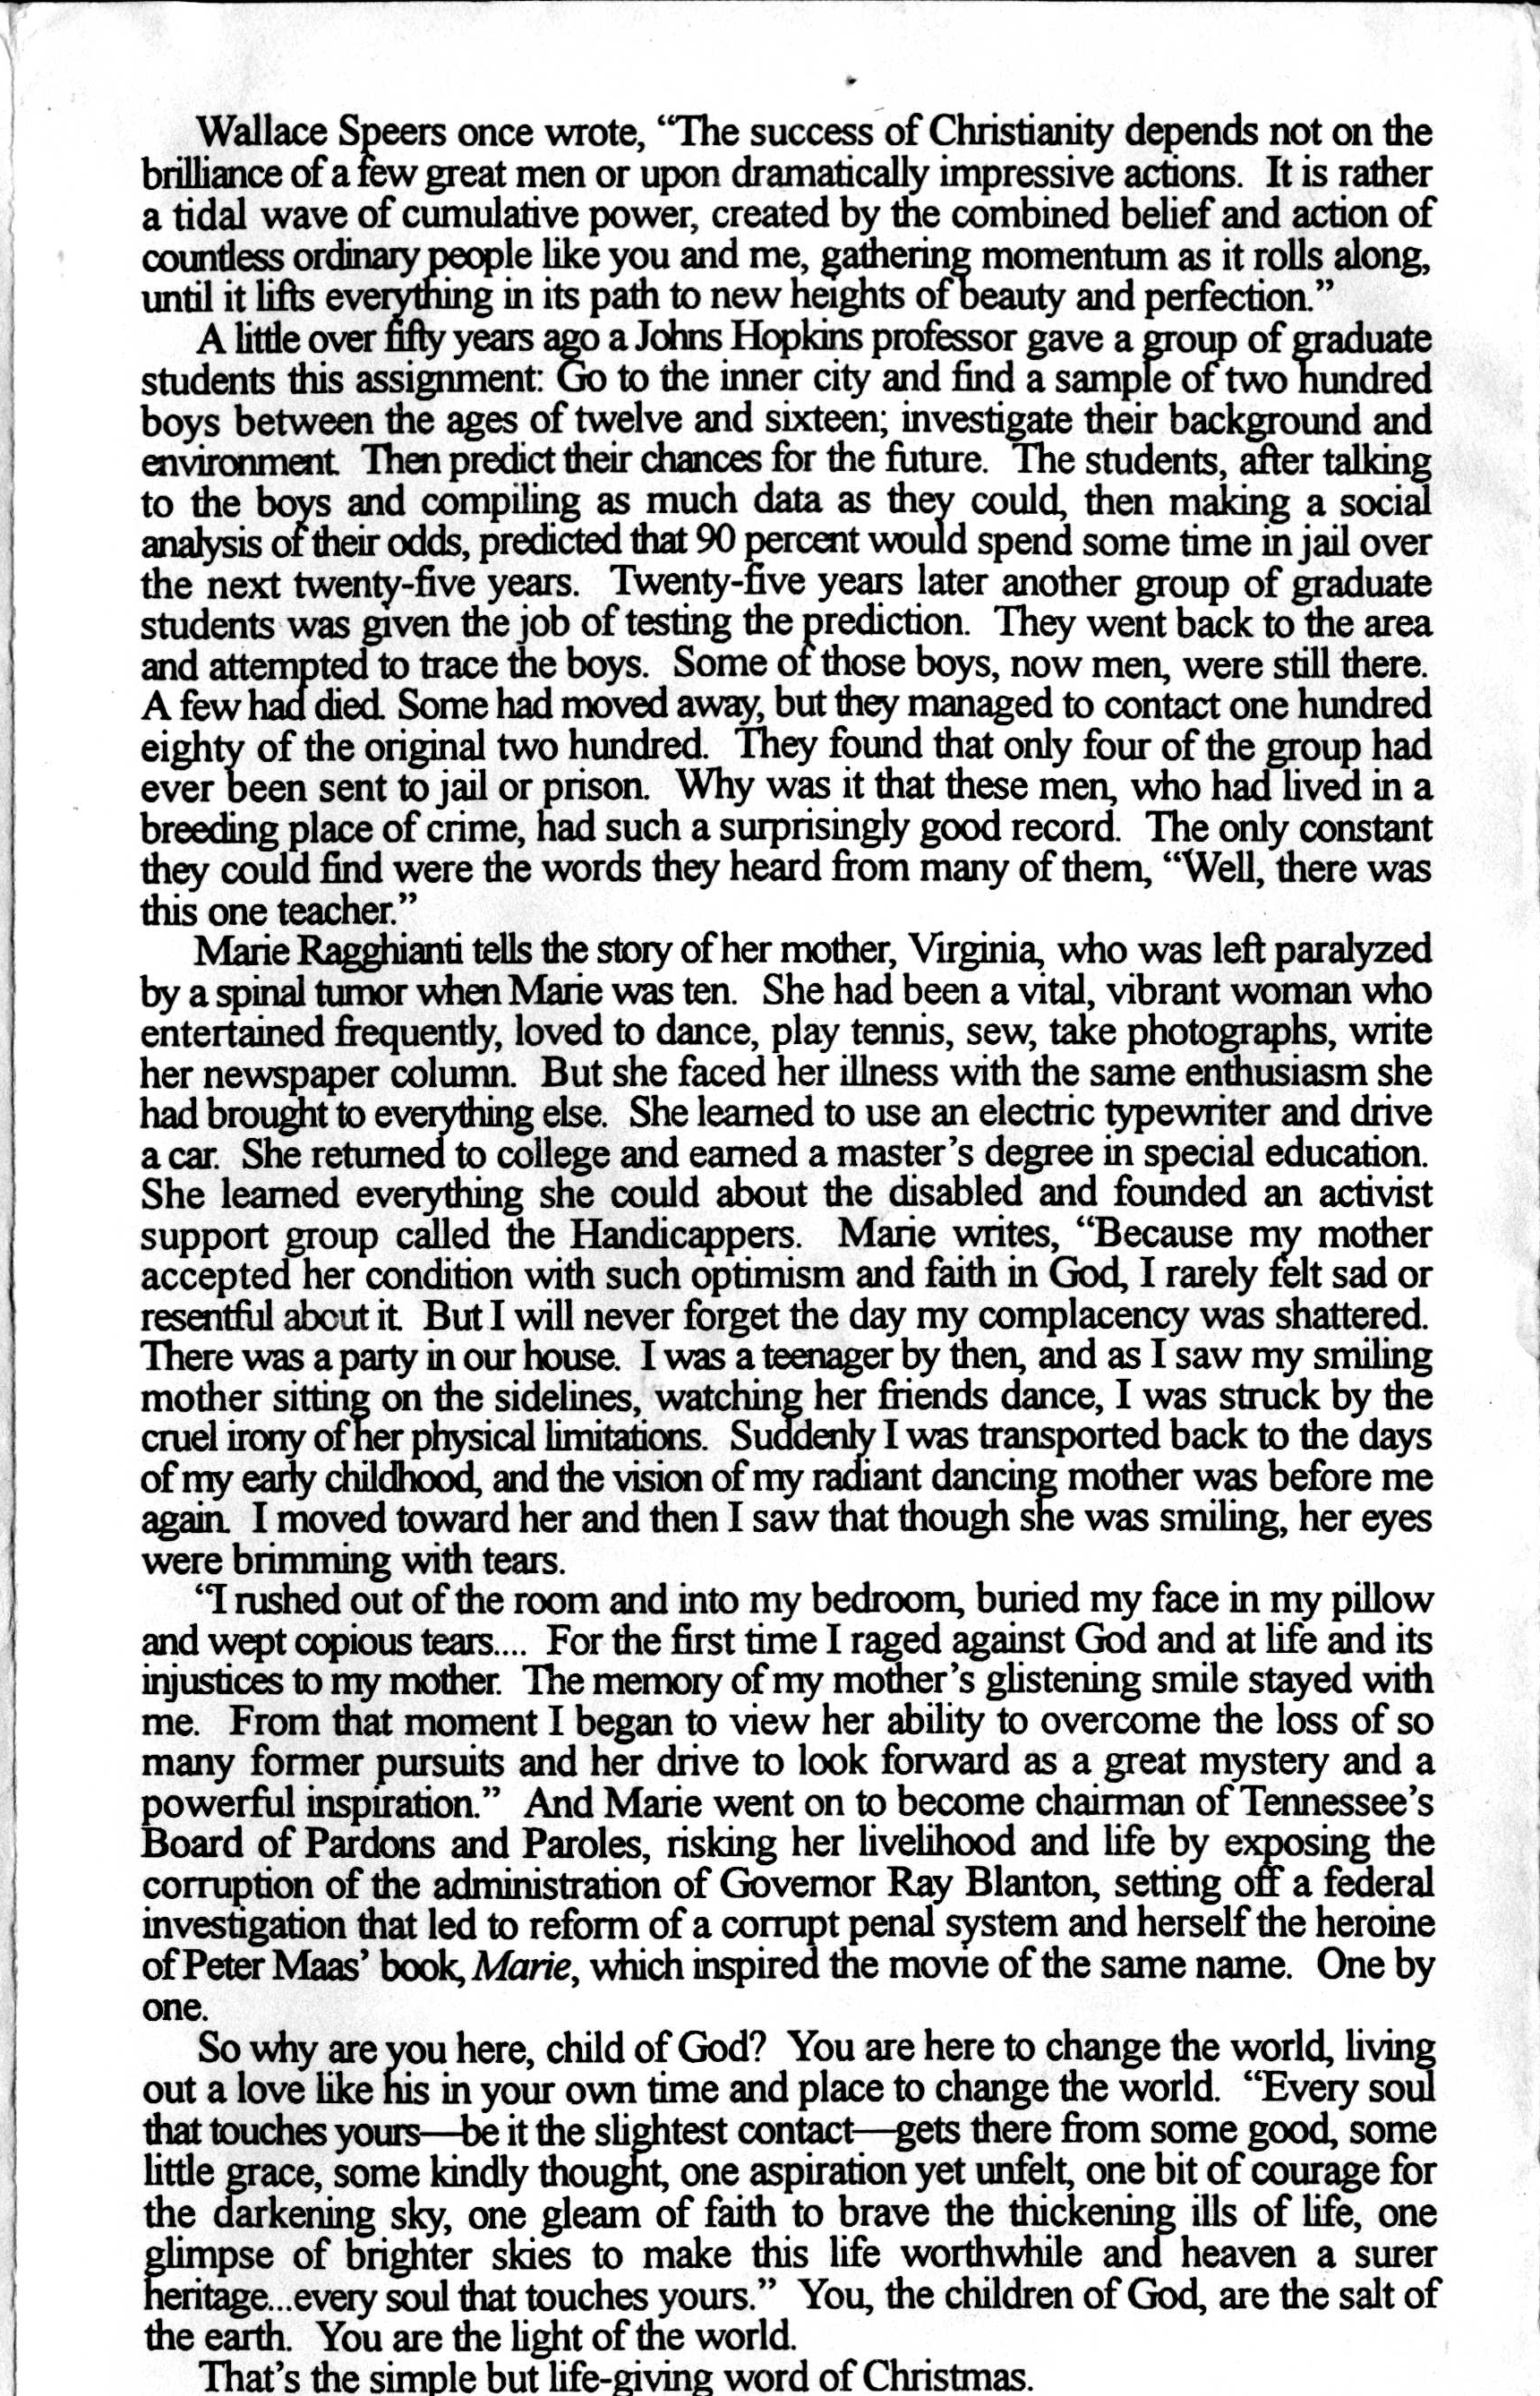 Wallace Speers once wrote, “The success of Christianity depends not on the
brilliance of a few great men or upon dramatically impressive actions. It is rather
a tidal wave of cumulative power, created by the combined belief and action of
countless ordinary people like you and me, gathering momentum as it rolls along,
until it lifts everything in its path to new heights of beauty and perfection.”
A little over fifty years ago a Johns Hopkins professor gave a group of graduate
students this assignment: Go to the inner city and find a sample of two hundred
boys between the ages of twelve and sixteen; investigate their background and
environment. Then predict their chances for the future. The students, after talking
to the boys and compiling as much data as they could, then making a social
analysis of their odds, predicted that 90 percent would spend some time in jail over
the next twenty-five years. Twenty-five years later another group of graduate
students was given the job of testing the prediction. They went back to the area
and attempted to trace the boys. Some of those boys, now men, were still there.
A few had died. Some had moved away, but they managed to contact one hundred
eighty of the original two hundred. They found that only four of the group had
ever been sent to jail or prison. Why was it that these men, who had lived in a
breeding place of crime, had such a surprisingly good record. The only constant
they could find were the words they heard from many of them, “Well, there was
this one teacher.”
Marie Ragghianti tells the story of her mother, Virginia, who was left paralyzed
by a spinal tumor when Marie was ten. She had been a vital, vibrant woman who
entertained frequently, loved to dance, play tennis, sew, take photographs, write
her newspaper column. But she faced her illness with the same enthusiasm she
had brought to everything else. She learned to use an electric typewriter and drive
a car. She returned to college and earned a master’s degree in special education.
She learned everything she could about the disabled and founded an activist
support group called the Handicappers. Marie writes, “Because my mother
accepted her condition with such optimism and faith in God, I rarely felt sad or
resentful about it. But I will never forget the day my complacency was shattered.
There was a party in our house. I was a teenager by then, and as I saw my smiling
mother sitting on the sidelines, watching her friends dance, I was struck by the
cruel irony of her physical limitations. Suddenly I was transported back to the days
of my early childhood, and the vision of my radiant dancing mother was before me
again. I moved toward her and then I saw that though she was smiling, her eyes
were brimming with tears.
“I rushed out of the room and into my bedroom, buried my face in my pillow
and wept copious tears.... For the first time I raged against God and at life and its
injustices to my mother. The memory of my mother’s glistening smile stayed with
me. From that moment I began to view her ability to overcome the loss of so
many former pursuits and her drive to look forward as a great mystery and a
powerful inspiration.” And Marie went on to become chairman of Tennessee’s
Board of Pardons and Paroles, risking her livelihood and life by exposing the
corruption of the administration of Governor Ray Blanton, setting off a federal
investigation that led to reform of a corrupt penal system and herself the heroine
of Peter Maas’ book, Marie, which inspired the movie of the same name. One by
one.
So why are you here, child of God? You are here to change the world, living
out a love like his in your own time and place to change the world. “Every soul
that touches yours—be it the slightest contact—gets there from some good, some
little grace, some kindly thought, one aspiration yet unfelt, one bit of courage for
the darkening sky, one gleam of faith to brave the thickening ills of life, one
glimpse of brighter skies to make this life worthwhile and heaven a surer
heritage...every soul that touches yours.” You, the children of God, are the salt of
the earth. You are the light of the world.
That’s the simple but life-giving word of Christmas.